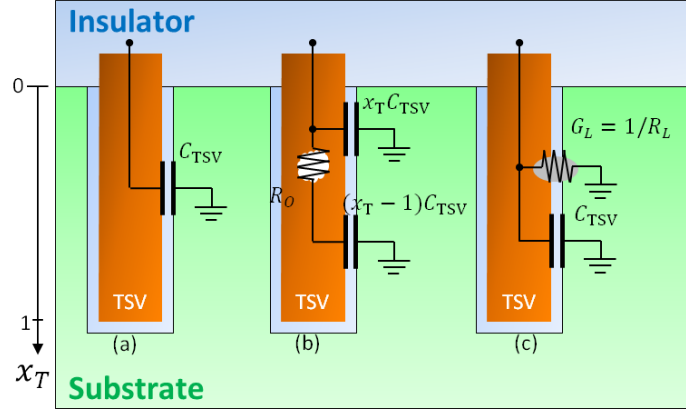 Insulator
0
x_T C_TSV
G_L = 1/R_L
C_TSV
R_O
(x_T − 1)C_TSV
C_TSV
TSV
TSV
TSV
1
(a)
(b)
(c)
x_T
Substrate